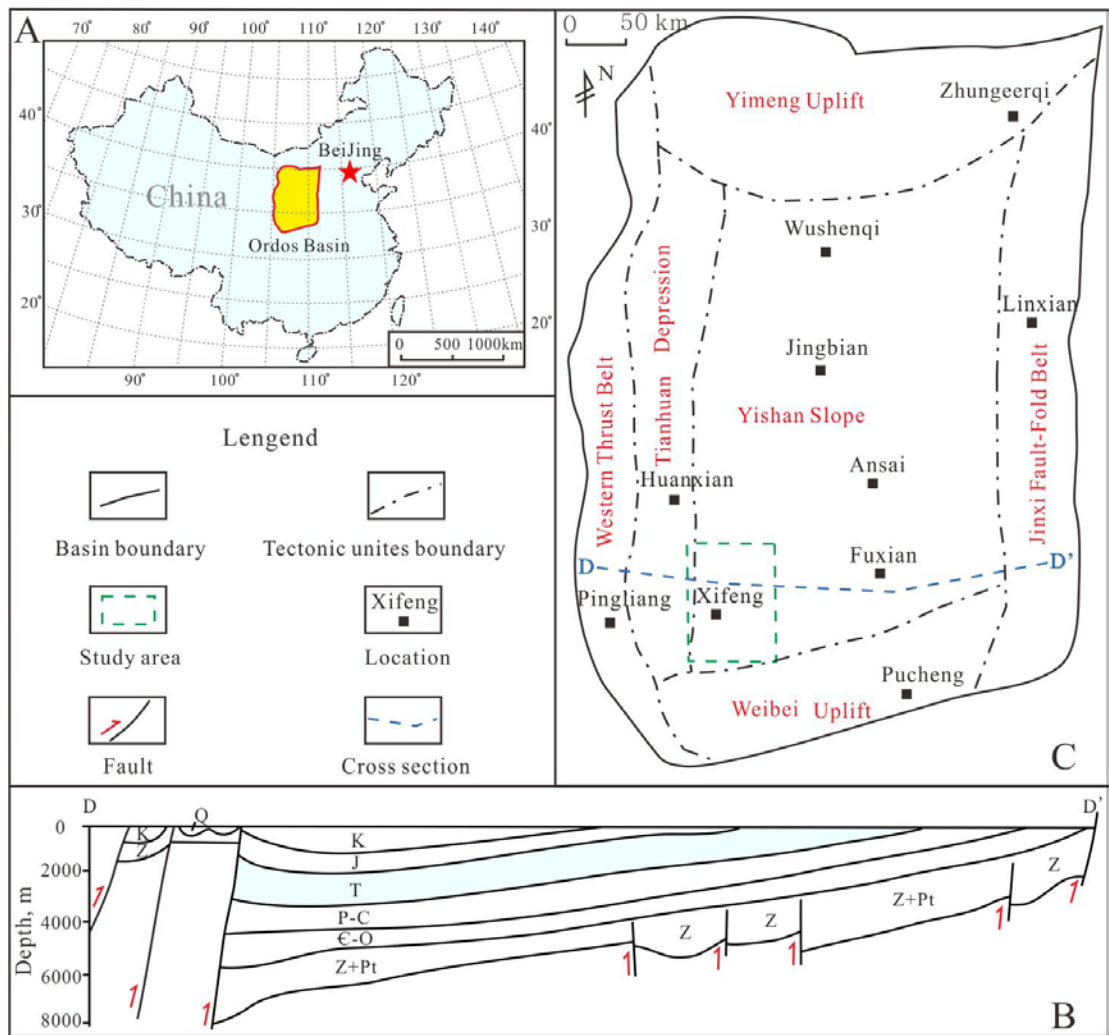 A
70° 80° 90° 100° 105° 110° 120° 130° 140°
40°
30°
20°
40°
30°
20°
BeiJing
China
Ordos Basin
0 500 1000km
90° 100° 110° 120°
Lengend
Basin boundary
Tectonic unites boundary
Study area
Xifeng
Location
Fault
Cross section
0 50 km
N
Yimeng Uplift
Zhungeerqi
Wushenqi
Linxian
Jingbian
Yishan Slope
Ansai
Tianhuan Depression
Western Thrust Belt
Jinxi Fault-Fold Belt
Huanxian
Fuxian
D
D'
Pingliang
Xifeng
Pucheng
Weibei Uplift
C
D
D'
Depth, m
0
2000
4000
6000
8000
K
Z
Q
K
J
T
P-C
Є-O
Z+Pt
Z
Z
Z+Pt
Z
B